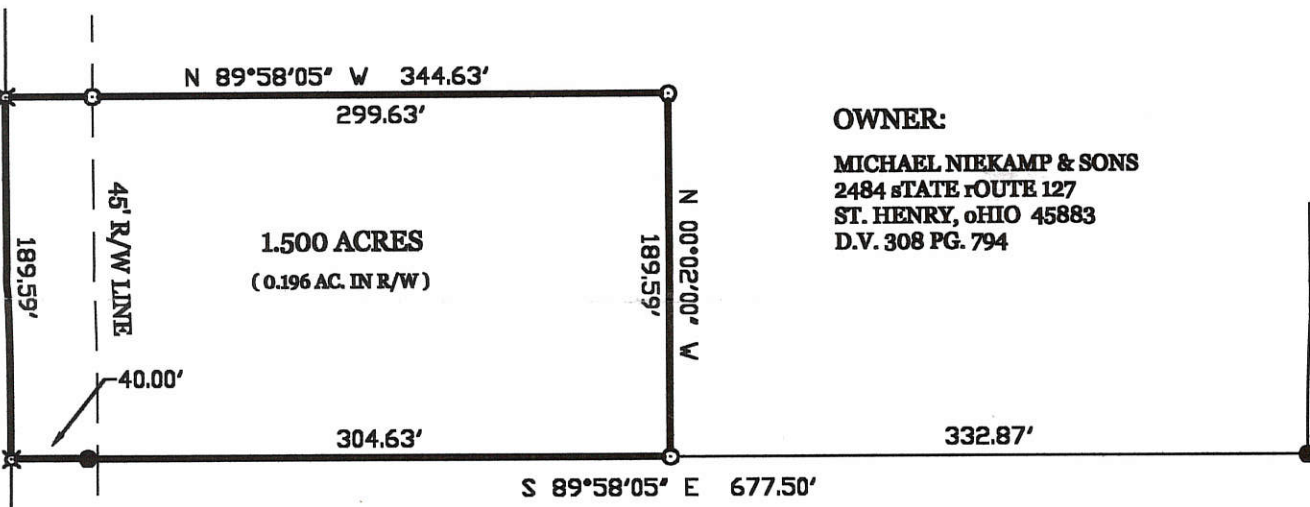 N 89°58'05" W 344.63'
299.63'
OWNER:
MICHAEL NIEKAMP & SONS
2484 sTATE rOUTE 127
ST. HENRY, oHIO 45883
D.V. 308 PG. 794
189.59'
45' R/W LINE
1.500 ACRES
( 0.196 AC. IN R/W )
189.59'
N 00°02'00" W
40.00'
304.63'
332.87'
S 89°58'05" E 677.50'